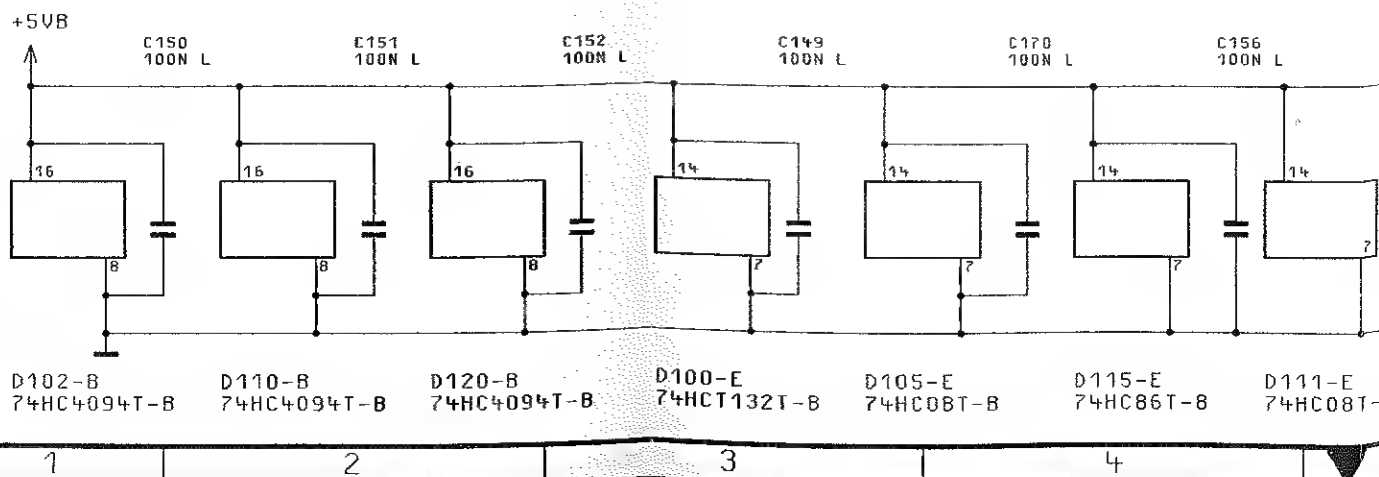 +5VB
C150
100N L
C151
100N L
C152
100N L
C149
100N L
C170
100N L
C156
100N L
16
16
16
14
14
14
14
8
8
8
7
7
7
7
D102-B
74HC4094T-B
D110-B
74HC4094T-B
D120-B
74HC4094T-B
D100-E
74HCT132T-B
D105-E
74HC08T-B
D115-E
74HC86T-B
D111-E
74HC08T-
1
2
3
4